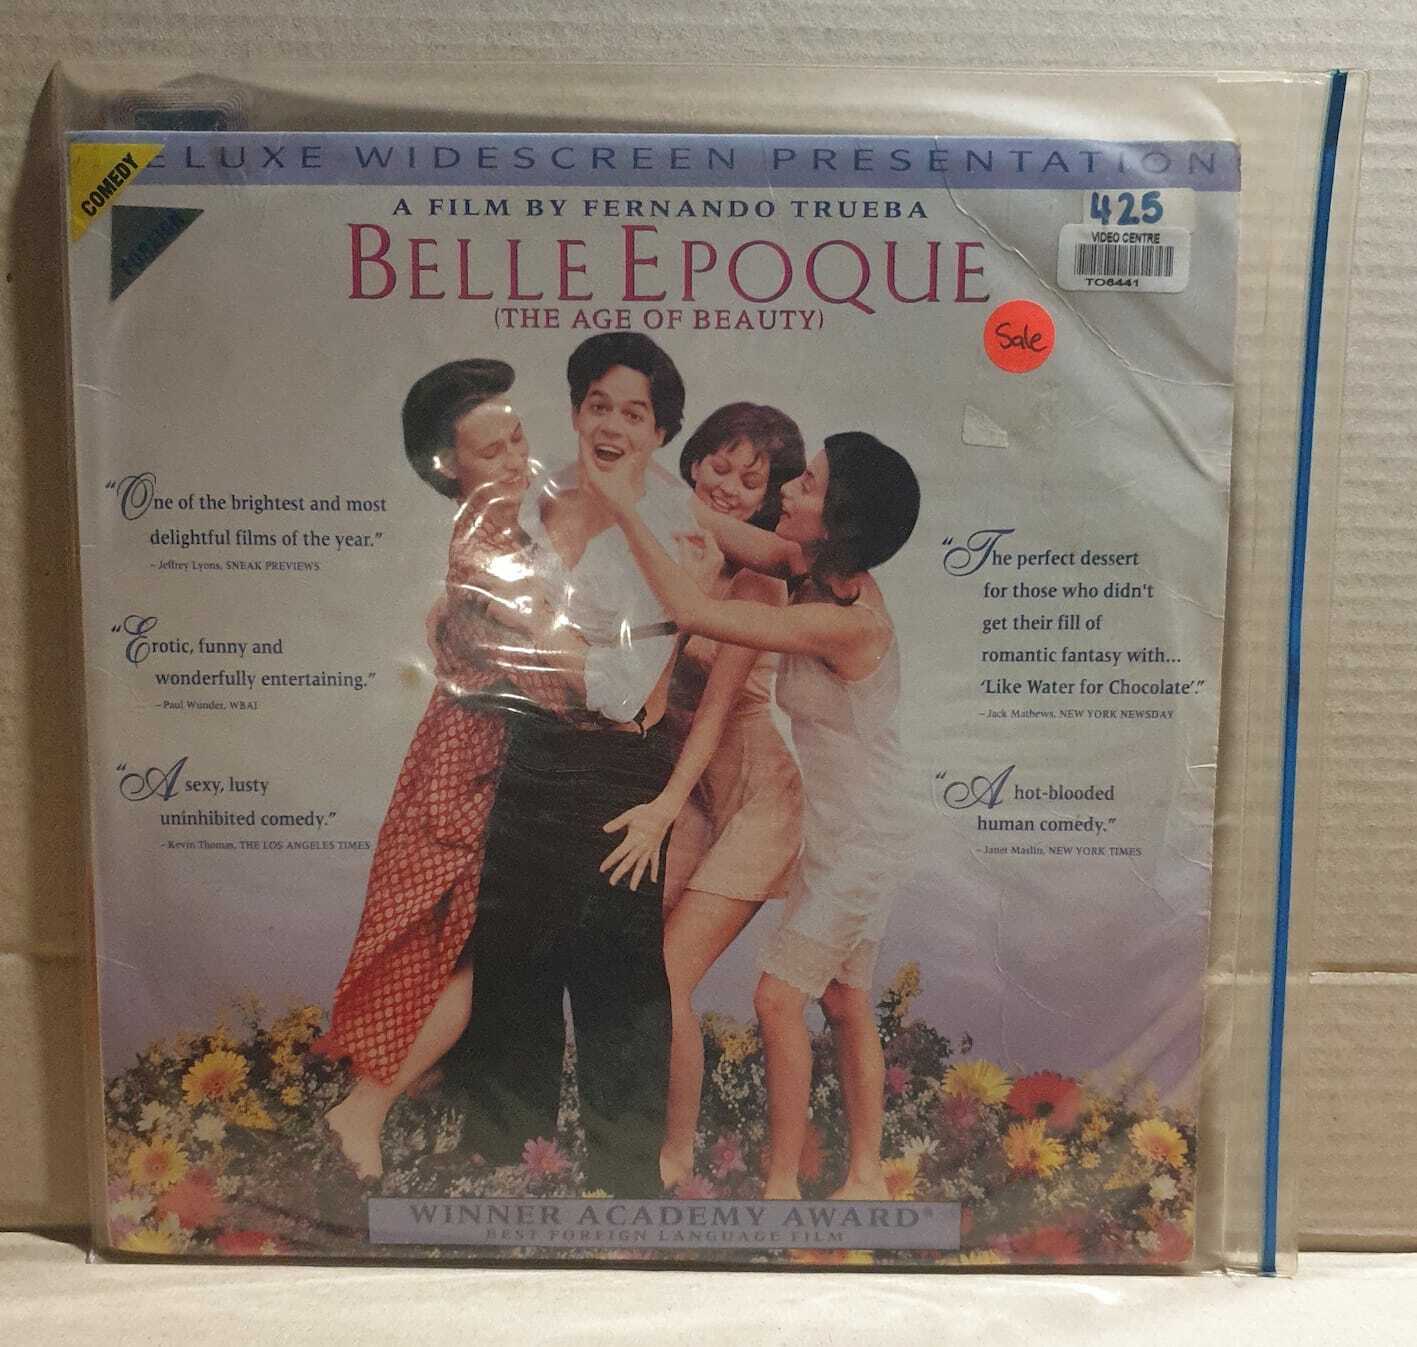 COMEDY
ELUXE WIDESCREEN PRESENTATION
FOREIGN
A FILM BY FERNANDO TRUEBA
425
VIDEO CENTRE
TO6441
BELLE EPOQUE
(THE AGE OF BEAUTY)
Sale
“One of the brightest and most
delightful films of the year.”
– Jeffrey Lyons, SNEAK PREVIEWS
“Erotic, funny and
wonderfully entertaining.”
– Paul Wunder, WBAI
“A sexy, lusty
uninhibited comedy.”
– Kevin Thomas, THE LOS ANGELES TIMES
“The perfect dessert
for those who didn't
get their fill of
romantic fantasy with...
‘Like Water for Chocolate’.”
– Jack Mathews, NEW YORK NEWSDAY
“A hot-blooded
human comedy.”
– Janet Maslin, NEW YORK TIMES
WINNER ACADEMY AWARD®
BEST FOREIGN LANGUAGE FILM